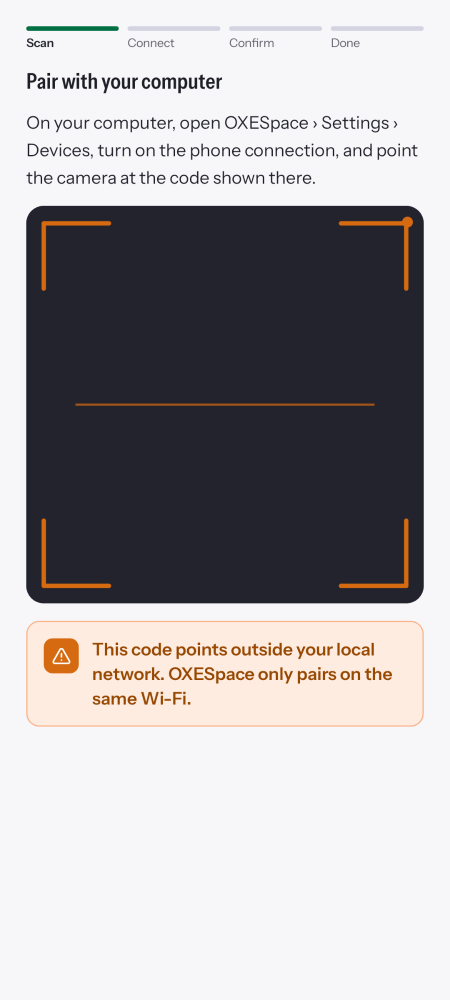 Scan Connect Confirm Done
Pair with your computer
On your computer, open OXESpace › Settings ›
Devices, turn on the phone connection, and point
the camera at the code shown there.
This code points outside your local
network. OXESpace only pairs on the
same Wi-Fi.